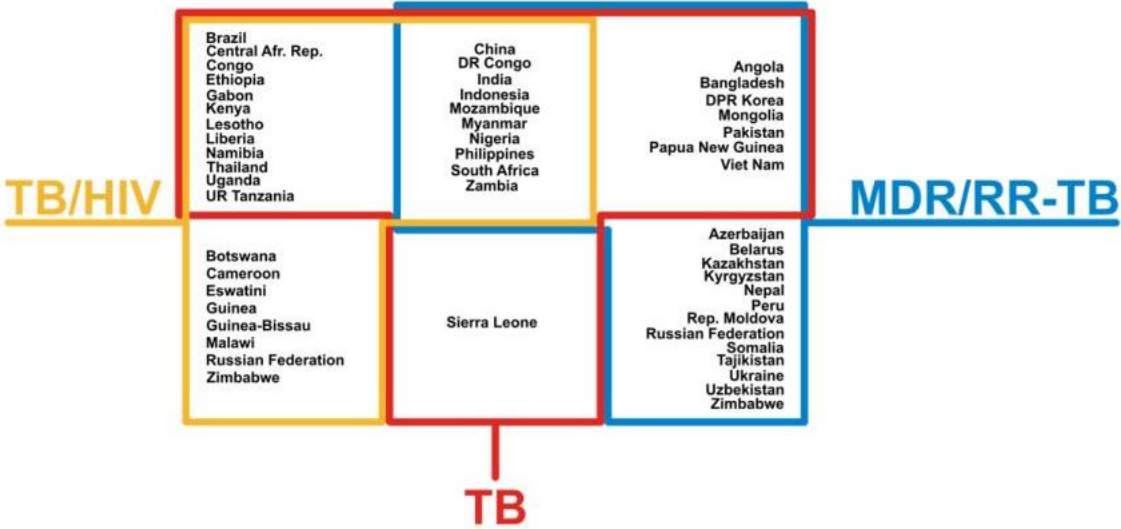 Brazil
Central Afr. Rep.
Congo
Ethiopia
Gabon
Kenya
Lesotho
Liberia
Namibia
Thailand
Uganda
UR Tanzania
China
DR Congo
India
Indonesia
Mozambique
Myanmar
Nigeria
Philippines
South Africa
Zambia
Angola
Bangladesh
DPR Korea
Mongolia
Pakistan
Papua New Guinea
Viet Nam
TB/HIV
MDR/RR-TB
Botswana
Cameroon
Eswatini
Guinea
Guinea-Bissau
Malawi
Russian Federation
Zimbabwe
Sierra Leone
Azerbaijan
Belarus
Kazakhstan
Kyrgyzstan
Nepal
Peru
Rep. Moldova
Russian Federation
Somalia
Tajikistan
Ukraine
Uzbekistan
Zimbabwe
TB